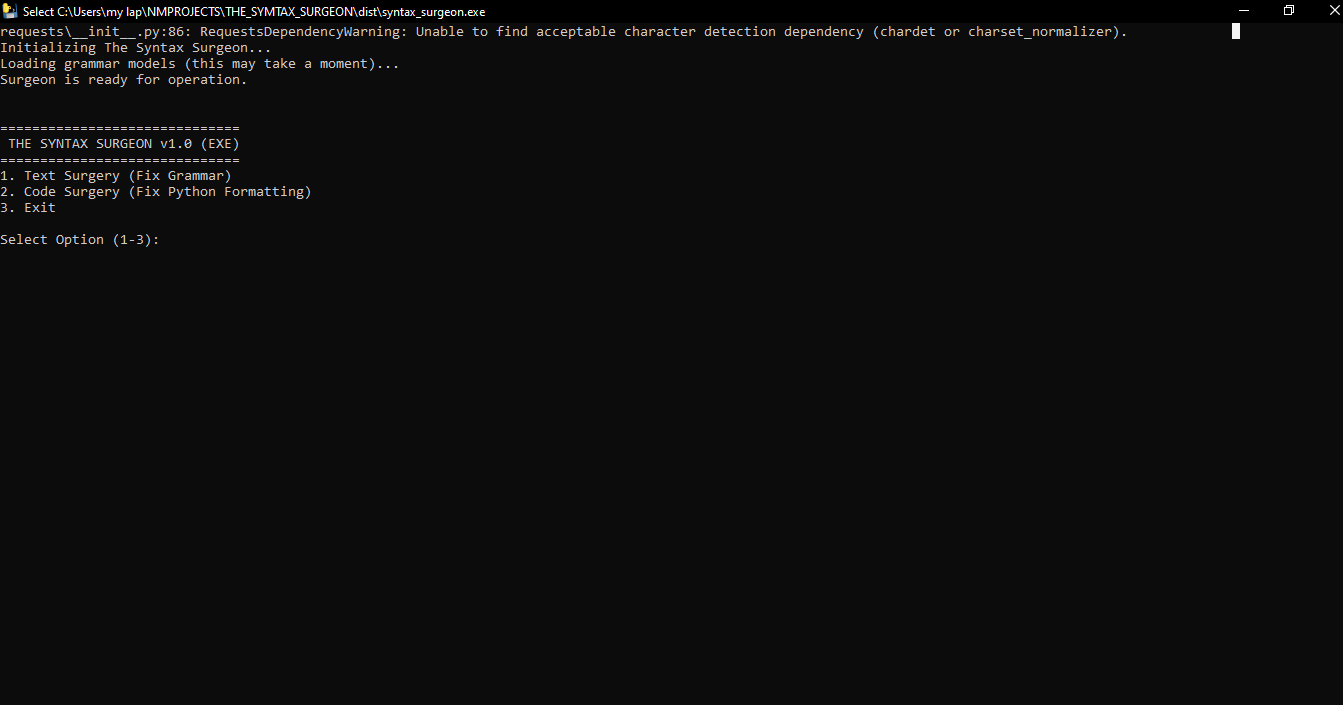 Select C:\Users\my lap\NMPROJECTS\THE_SYMTAX_SURGEON\dist\syntax_surgeon.exe
requests\__init__.py:86: RequestsDependencyWarning: Unable to find acceptable character detection dependency (chardet or charset_normalizer).
Initializing The Syntax Surgeon...
Loading grammar models (this may take a moment)...
Surgeon is ready for operation.
==============================
THE SYNTAX SURGEON v1.0 (EXE)
==============================
1. Text Surgery (Fix Grammar)
2. Code Surgery (Fix Python Formatting)
3. Exit
Select Option (1-3):